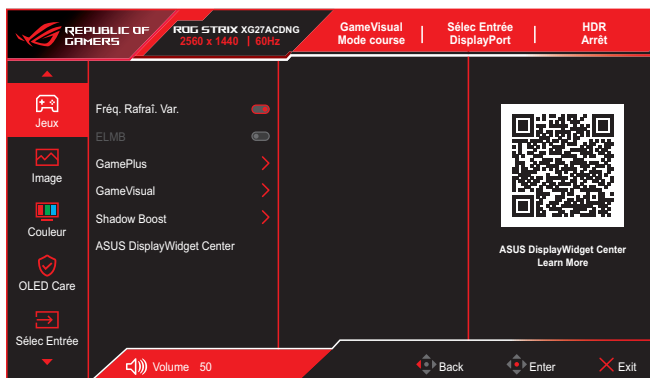 REPUBLIC OF
GAMERS
ROG STRIX XG27ACDNG
2560 x 1440 | 60Hz
GameVisual
Mode course
Sélec Entrée
DisplayPort
HDR
Arrêt
Jeux
Image
Couleur
OLED Care
Sélec Entrée
Fréq. Rafraî. Var.
ELMB
GamePlus
GameVisual
Shadow Boost
ASUS DisplayWidget Center
ASUS DisplayWidget Center
Learn More
Volume 50
Back
Enter
Exit